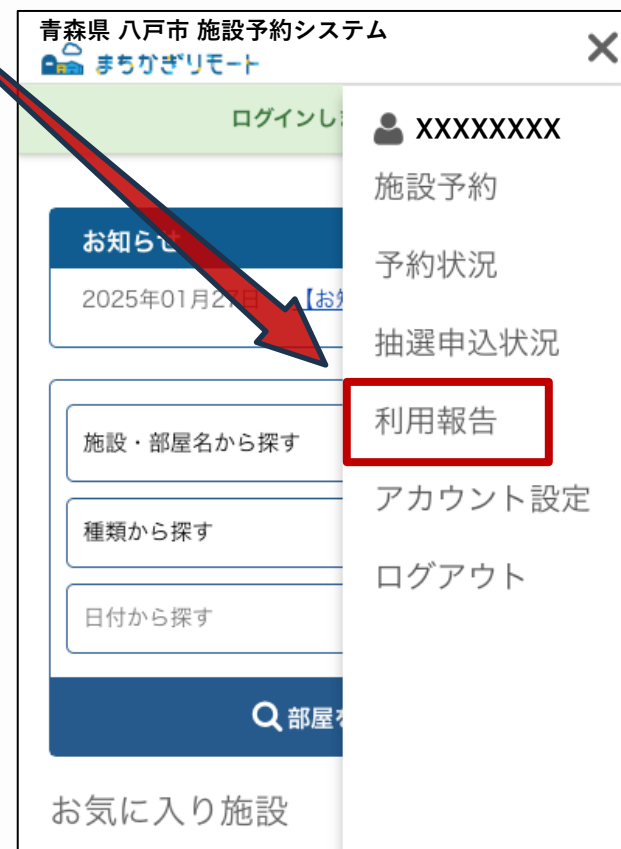 青森県 八戸市 施設予約システム
まちかぎリモート
ログインし
お知らせ
2025年01月2 【お
施設・部屋名から探す
種類から探す
日付から探す
部屋
お気に入り施設
XXXXXXXX
施設予約
予約状況
抽選申込状況
利用報告
アカウント設定
ログアウト